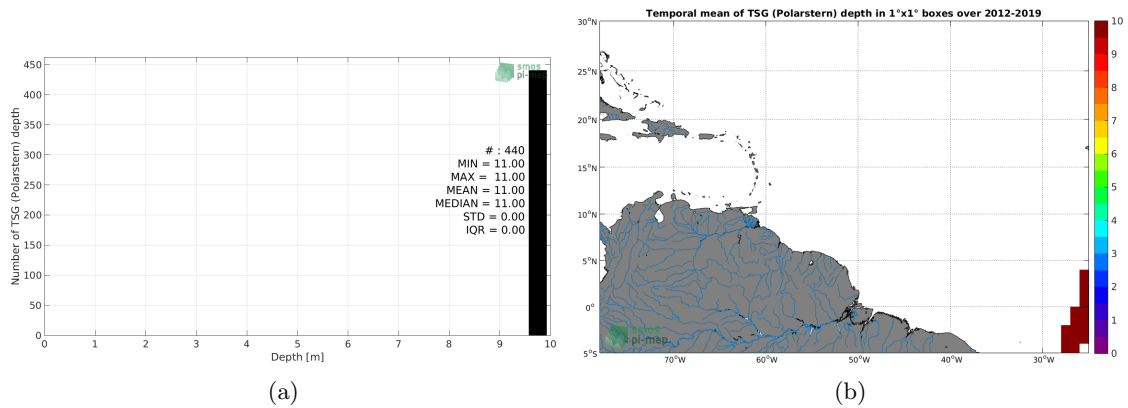 smos
pi-map
# : 440
MIN = 11.00
MAX = 11.00
MEAN = 11.00
MEDIAN = 11.00
STD = 0.00
IQR = 0.00
Number of TSG (Polarstern) depth
450
400
350
300
250
200
150
100
50
0
0 1 2 3 4 5 6 7 8 9 10
Depth [m]
(a)
Temporal mean of TSG (Polarstern) depth in 1°x1° boxes over 2012-2019
30°N
25°N
20°N
15°N
10°N
5°N
0°
5°S
70°W 60°W 50°W 40°W 30°W
smos
pi-map
10
9
8
7
6
5
4
3
2
1
0
(b)